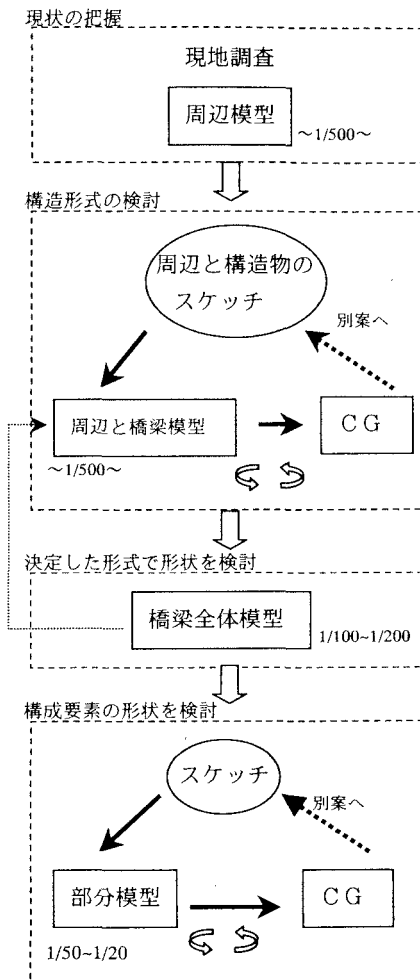 現状の把握
現地調査
周辺模型
～1/500～
構造形式の検討
周辺と構造物の
スケッチ
別案へ
周辺と橋梁模型
ＣＧ
～1/500～
決定した形式で形状を検討
橋梁全体模型
1/100~1/200
構成要素の形状を検討
スケッチ
別案へ
部分模型
ＣＧ
1/50~1/20